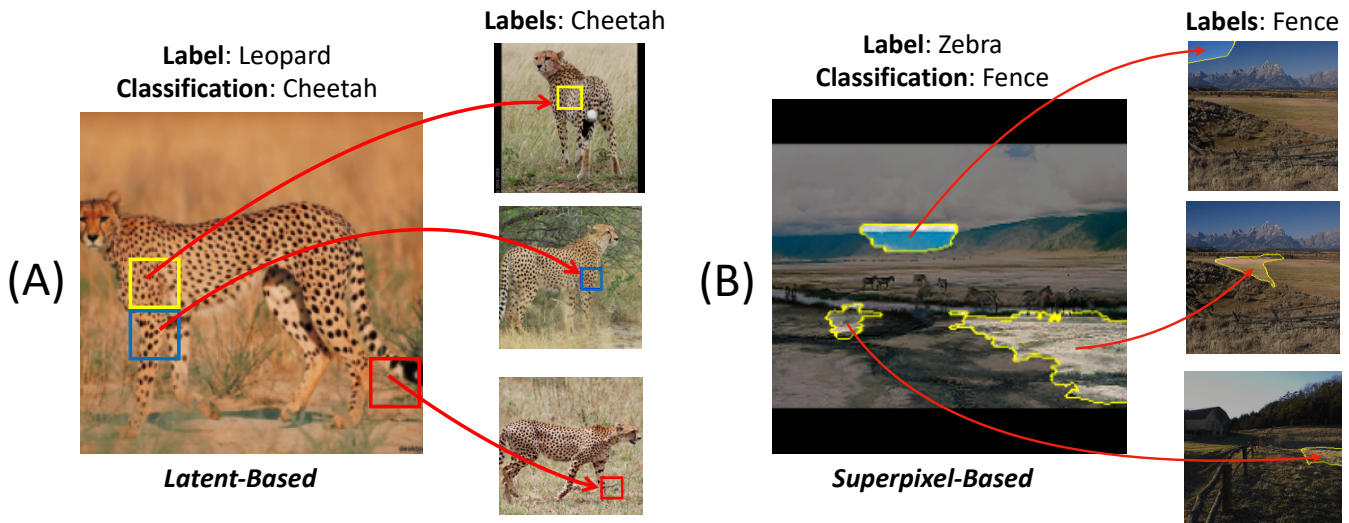 (A)
Label: Leopard
Classification: Cheetah
Labels: Cheetah
Latent-Based
(B)
Label: Zebra
Classification: Fence
Labels: Fence
Superpixel-Based